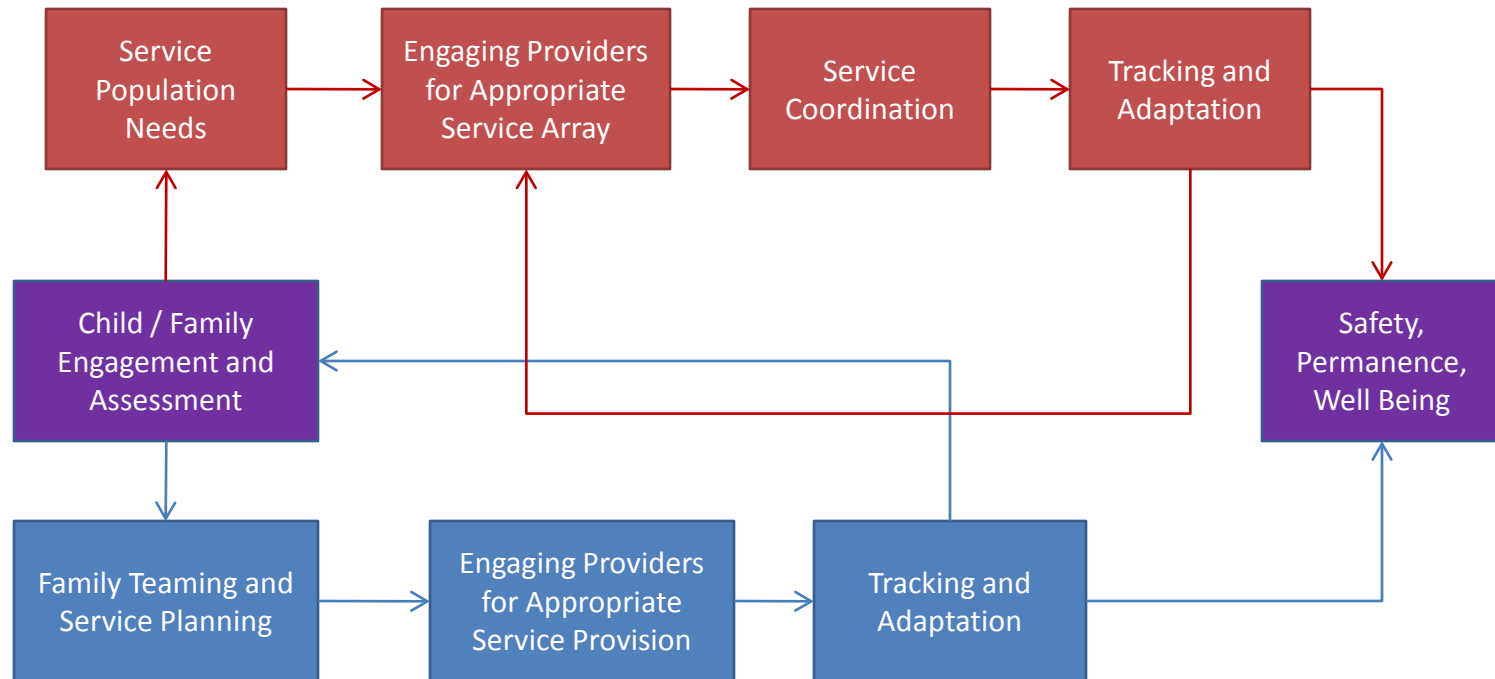 Service
Population
Needs
Engaging Providers
for Appropriate
Service Array
Service
Coordination
Tracking and
Adaptation
Child / Family
Engagement and
Assessment
Safety,
Permanence,
Well Being
Family Teaming and
Service Planning
Engaging Providers
for Appropriate
Service Provision
Tracking and
Adaptation